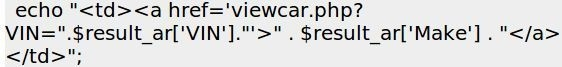 echo "<td><a href='viewcar.php?
VIN=".$result_ar['VIN']."'>" . $result_ar['Make'] . "</a>
</td>";